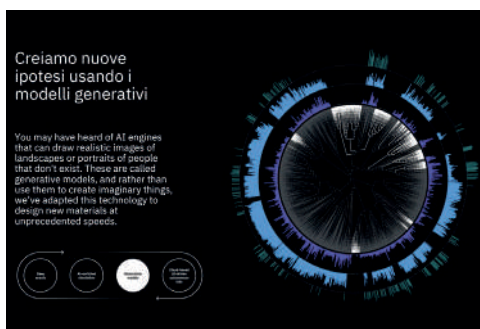 Creiamo nuove
ipotesi usando i
modelli generativi
You may have heard of AI engines
that can draw realistic images of
landscapes or portraits of people
that don't exist. These are called
generative models, and rather than
use them to create imaginary things,
we've adapted this technology to
design new materials at
unprecedented speeds.